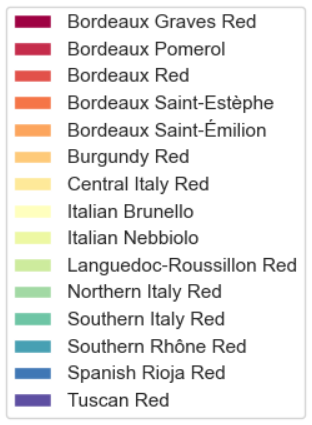 Bordeaux Graves Red
Bordeaux Pomerol
Bordeaux Red
Bordeaux Saint-Estèphe
Bordeaux Saint-Émilion
Burgundy Red
Central Italy Red
Italian Brunello
Italian Nebbiolo
Languedoc-Roussillon Red
Northern Italy Red
Southern Italy Red
Southern Rhône Red
Spanish Rioja Red
Tuscan Red